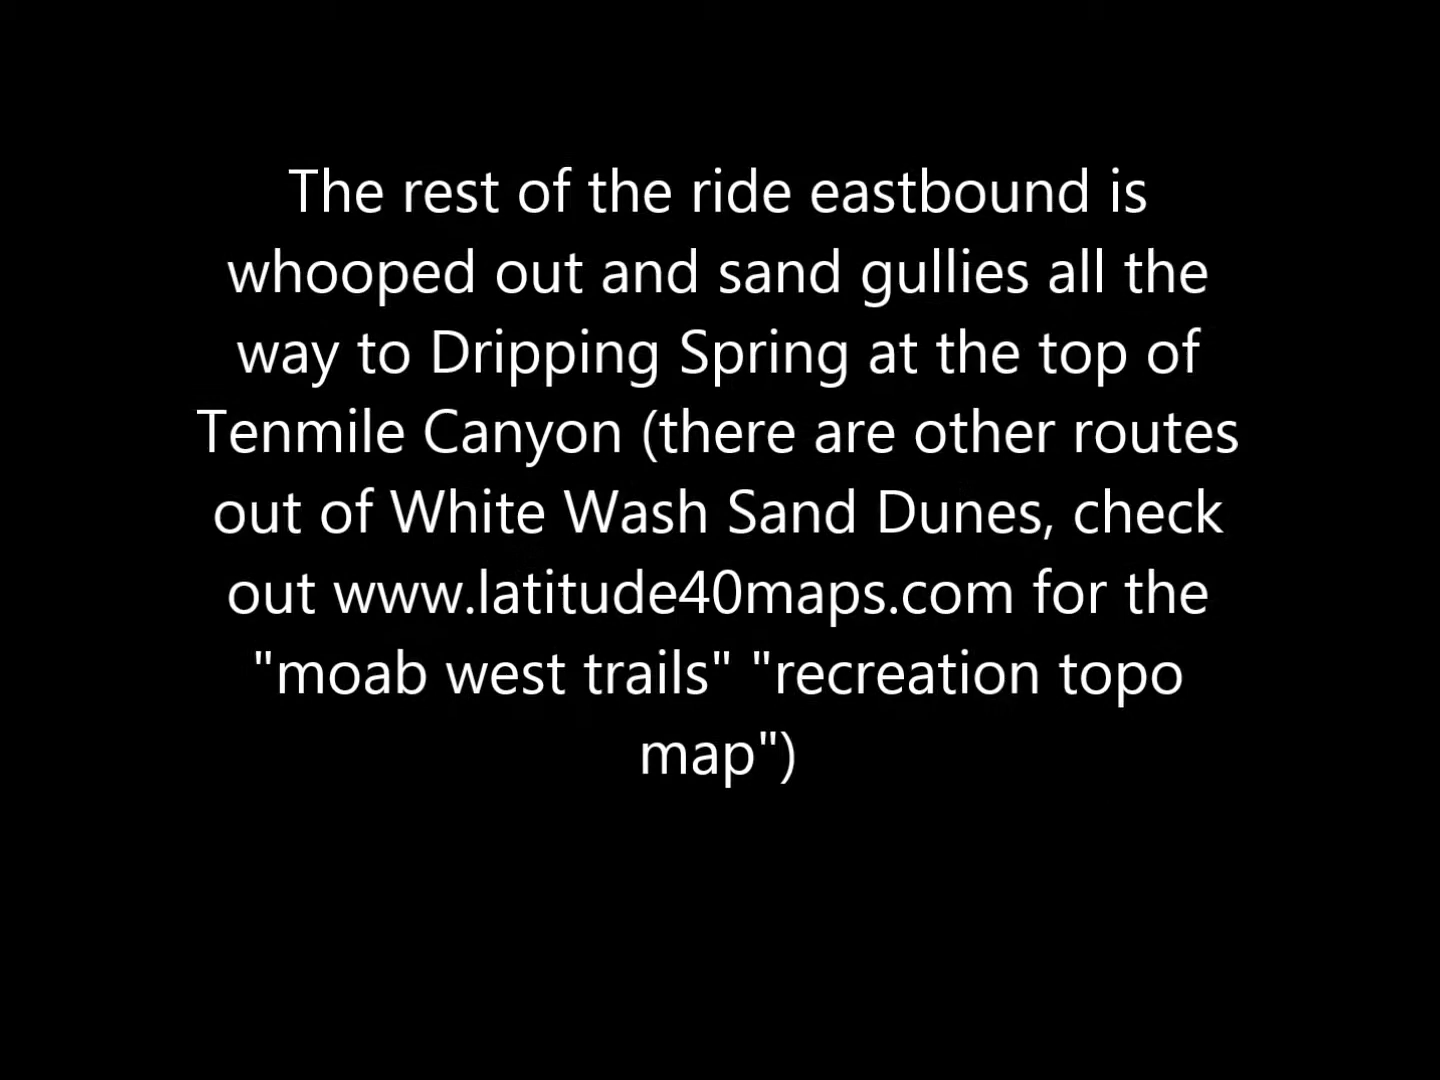 The rest of the ride eastbound is
whooped out and sand gullies all the
way to Dripping Spring at the top of
Tenmile Canyon (there are other routes
out of White Wash Sand Dunes, check
out www.latitude40maps.com for the
"moab west trails" "recreation topo
map")